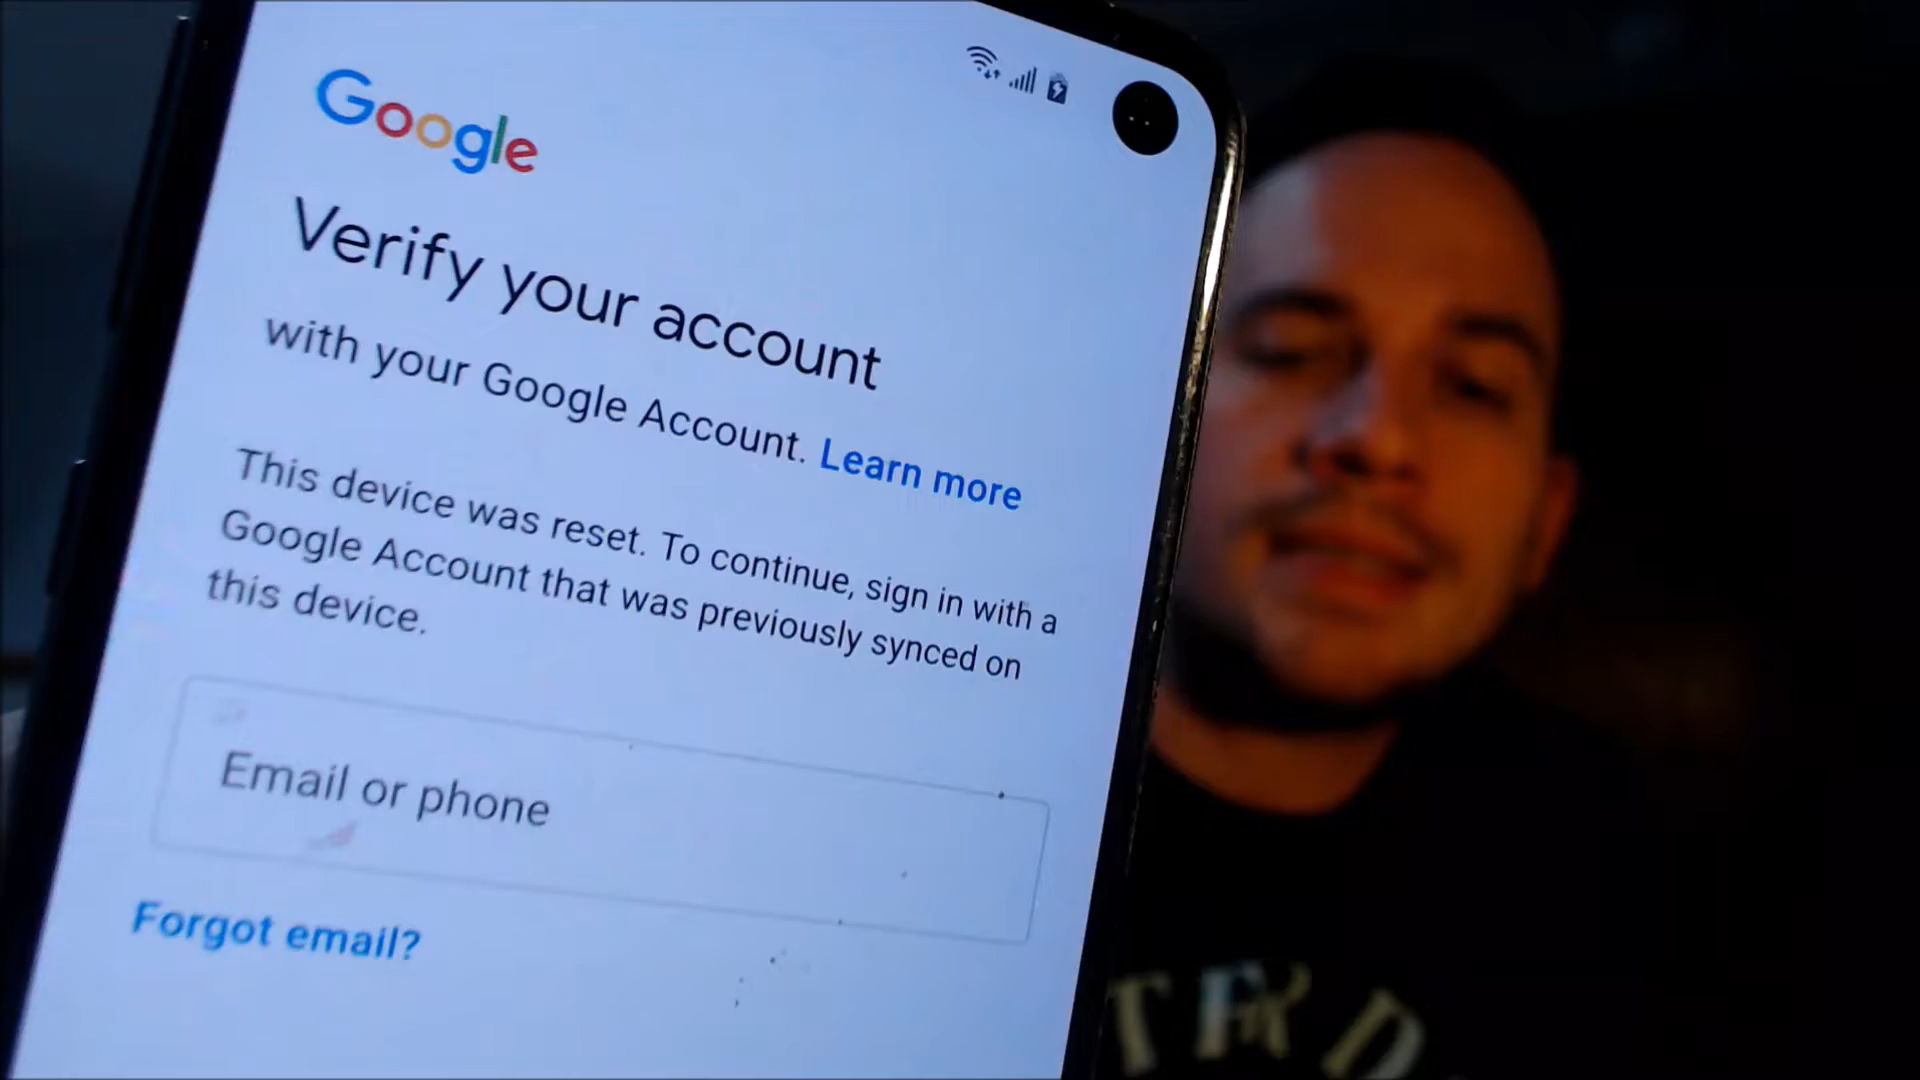 Google
Verify your account
with your Google Account. Learn more
This device was reset. To continue, sign in with a
Google Account that was previously synced on
this device.
Email or phone
Forgot email?